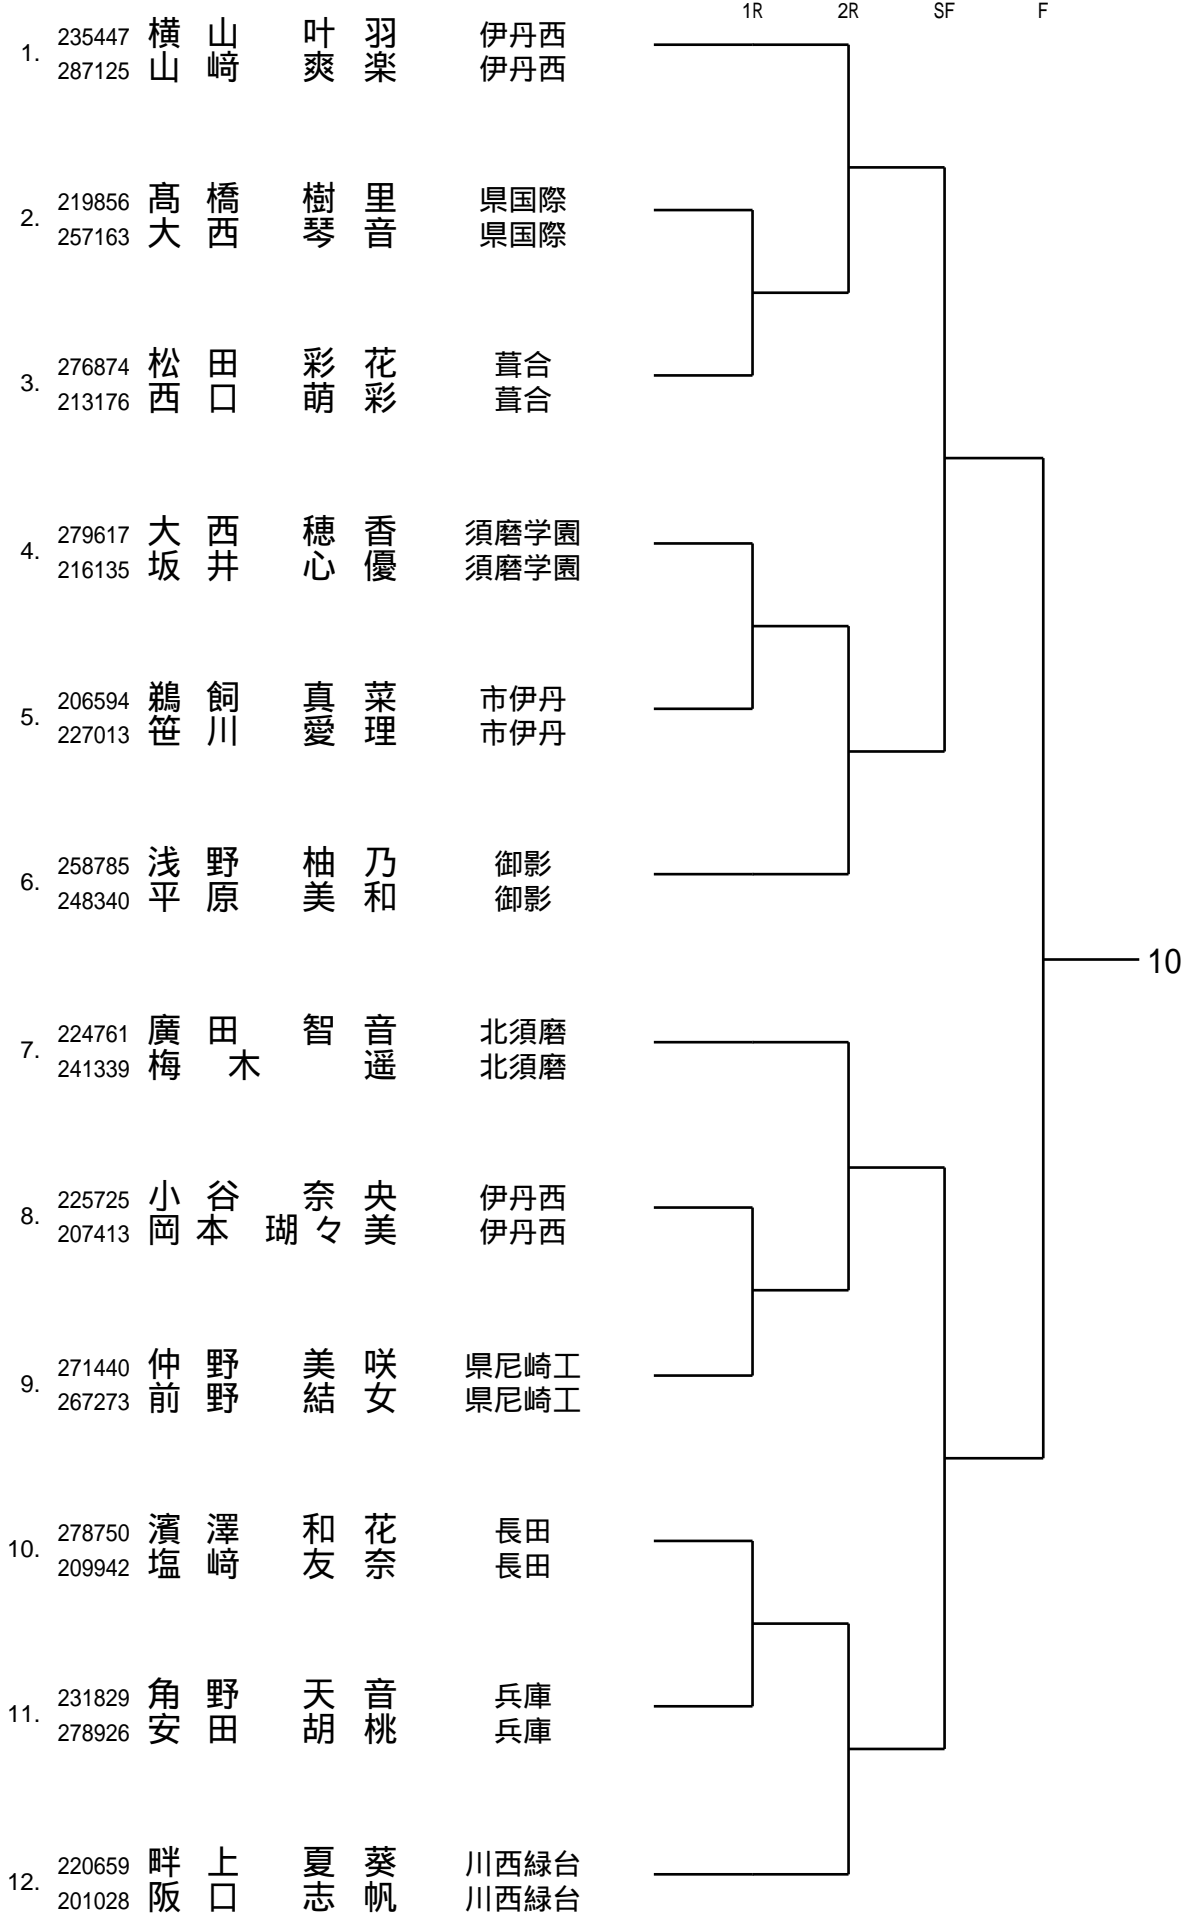 1R 2R SF F
1. 235447 横山 叶羽 伊丹西
287125 山﨑 爽楽 伊丹西
2. 219856 髙橋 樹里 県国際
257163 大西 琴音 県国際
3. 276874 松田 彩花 葺合
213176 西口 萌彩 葺合
4. 279617 大西 穂香 須磨学園
216135 坂井 心優 須磨学園
5. 206594 鵜飼 真菜 市伊丹
227013 笹川 愛理 市伊丹
6. 258785 浅野 柚乃 御影
248340 平原 美和 御影
10
7. 224761 廣田 智音 北須磨
241339 梅木 遥 北須磨
8. 225725 小谷 奈央 伊丹西
207413 岡本 瑚々美 伊丹西
9. 271440 仲野 美咲 県尼崎工
267273 前野 結女 県尼崎工
10. 278750 濱澤 和花 長田
209942 塩﨑 友奈 長田
11. 231829 角野 天音 兵庫
278926 安田 胡桃 兵庫
12. 220659 畔上 夏葵 川西緑台
201028 阪口 志帆 川西緑台